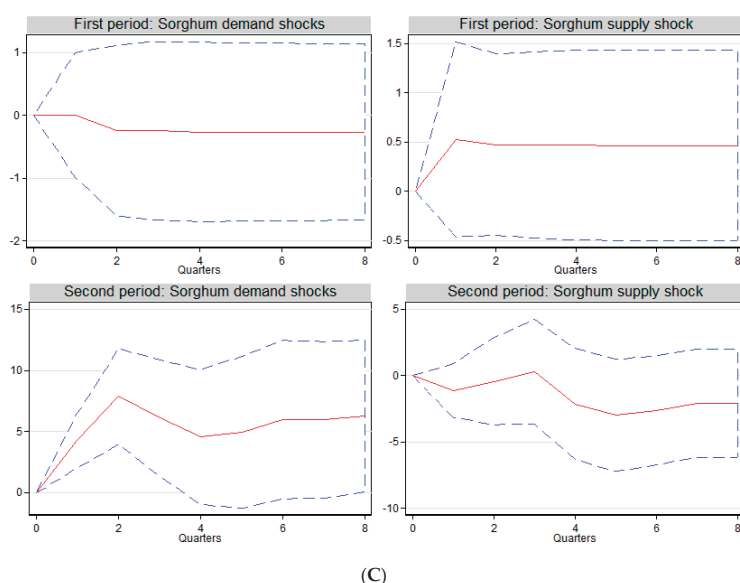 First period: Sorghum demand shocks
1
0
-1
-2
0 2 4 6 8
Quarters
First period: Sorghum supply shock
1.5
1
0.5
0
-0.5
0 2 4 6 8
Quarters
Second period: Sorghum demand shocks
15
10
5
0
0 2 4 6 8
Quarters
Second period: Sorghum supply shock
5
0
-5
-10
0 2 4 6 8
Quarters
(C)